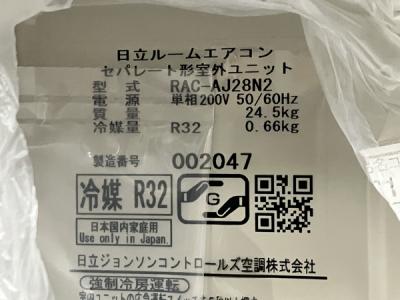 日立ルームエアコン
セパレート形室外ユニット
型 式 RAC-AJ28N2
電 源 単相200V 50/60Hz
質 量 24.5kg
冷媒量 R32 0.66kg
製造番号 002047
冷媒 R32
G
日本国内家庭用
Use only in Japan.
日立ジョンソンコントロールズ空調株式会社
強制冷房運転